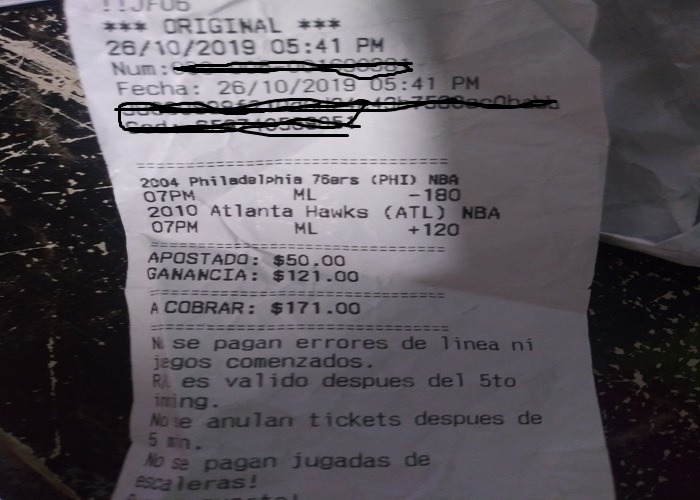 *** ORIGINAL ***
26/10/2019 05:41 PM
Num:
Fecha: 26/10/2019 05:41 PM
================================
2004 Philadelphia 76ers (PHI) NBA
07PM ML -180
2010 Atlanta Hawks (ATL) NBA
07PM ML +120
================================
APOSTADO: $50.00
GANANCIA: $121.00
================================
A COBRAR: $171.00
================================
No se pagan errores de linea ni
jegos comenzados.
RL es valido despues del 5to
ining.
No se anulan tickets despues de
5 min.
No se pagan jugadas de
escaleras!